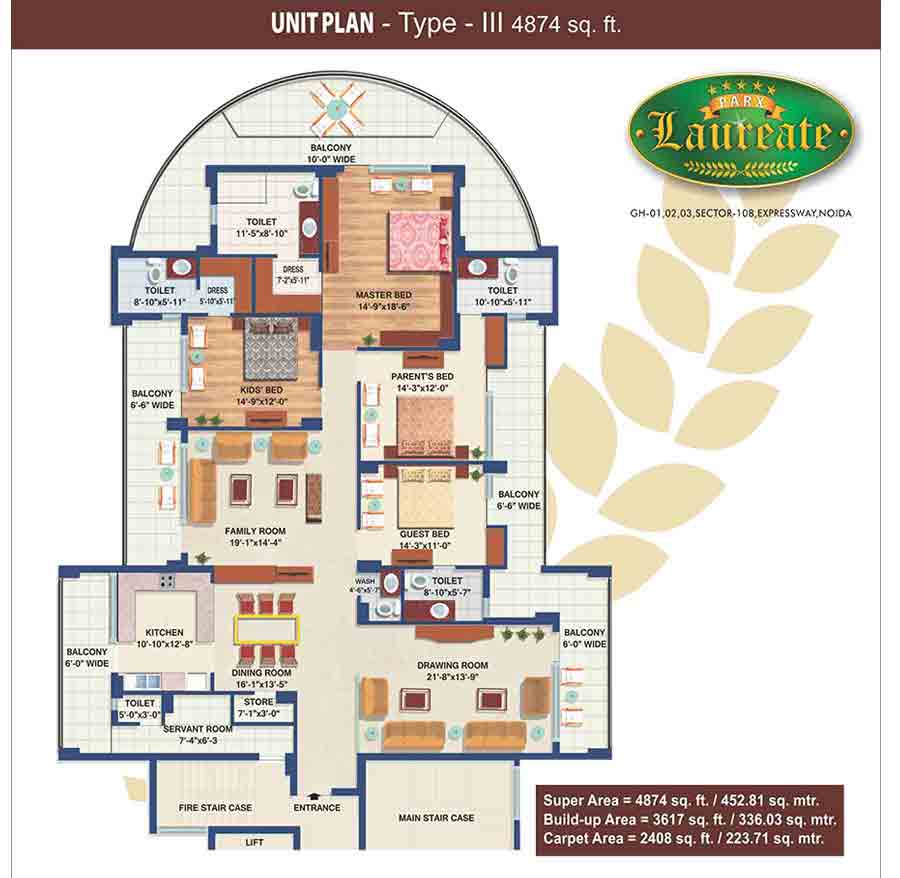 UNIT PLAN - Type - III 4874 sq. ft.
PARX
Laureate
GH-01,02,03,SECTOR-108,EXPRESSWAY,NOIDA
BALCONY
10'-0" WIDE
TOILET
11'-5"x8'-10"
DRESS
7'-2"x5'-11"
MASTER BED
14'-9"x18'-6"
TOILET
8'-10"x5'-11"
DRESS
5'-10"x5'-11"
TOILET
10'-10"x5'-11"
KIDS' BED
14'-9"x12'-0"
PARENT'S BED
14'-3"x12'-0"
BALCONY
6'-6" WIDE
FAMILY ROOM
19'-1"x14'-4"
GUEST BED
14'-3"x11'-0"
BALCONY
6'-6" WIDE
WASH
4'-6"x5'-7"
TOILET
8'-10"x5'-7"
BALCONY
6'-0" WIDE
KITCHEN
10'-10"x12'-8"
DINING ROOM
16'-1"x13'-5"
DRAWING ROOM
21'-8"x13'-9"
BALCONY
6'-0" WIDE
TOILET
5'-0"x3'-0"
STORE
7'-1"x3'-0"
SERVANT ROOM
7'-4"x6'-3
FIRE STAIR CASE
ENTRANCE
MAIN STAIR CASE
LIFT
Super Area = 4874 sq. ft. / 452.81 sq. mtr.
Build-up Area = 3617 sq. ft. / 336.03 sq. mtr.
Carpet Area = 2408 sq. ft. / 223.71 sq. mtr.